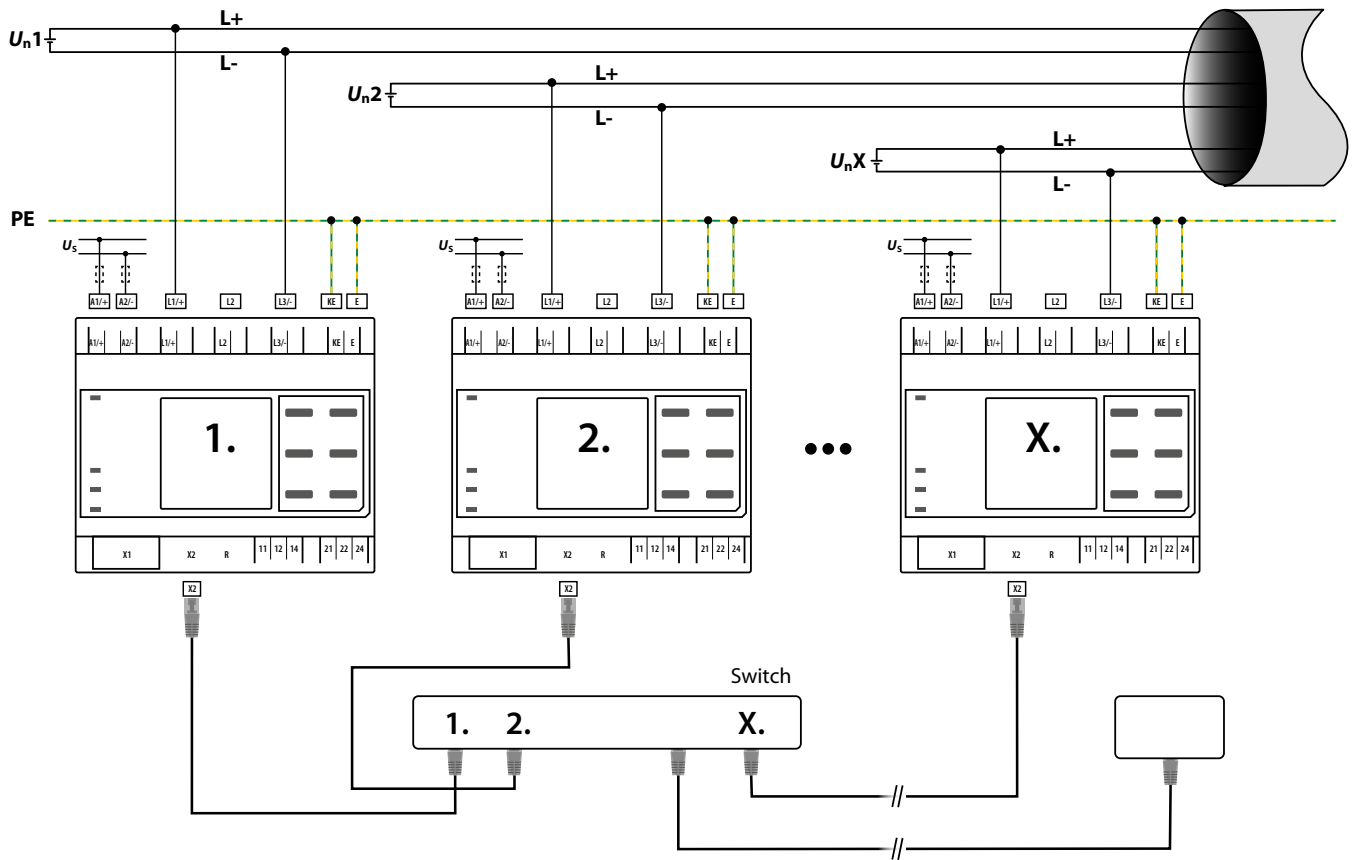 L+
Un1
L-
L+
Un2
L-
L+
UnX
L-
PE
US US US
A1/+ A2/- L1/+ L2 L3/- KE E A1/+ A2/- L1/+ L2 L3/- KE E A1/+ A2/- L1/+ L2 L3/- KE E
A1/+ A2/- L1/+ L2 L3/- KE E A1/+ A2/- L1/+ L2 L3/- KE E A1/+ A2/- L1/+ L2 L3/- KE E
1. 2. ••• X.
X1 X2 R 11 12 14 21 22 24 X1 X2 R 11 12 14 21 22 24 X1 X2 R 11 12 14 21 22 24
X2 X2 X2
Switch
1. 2. X.